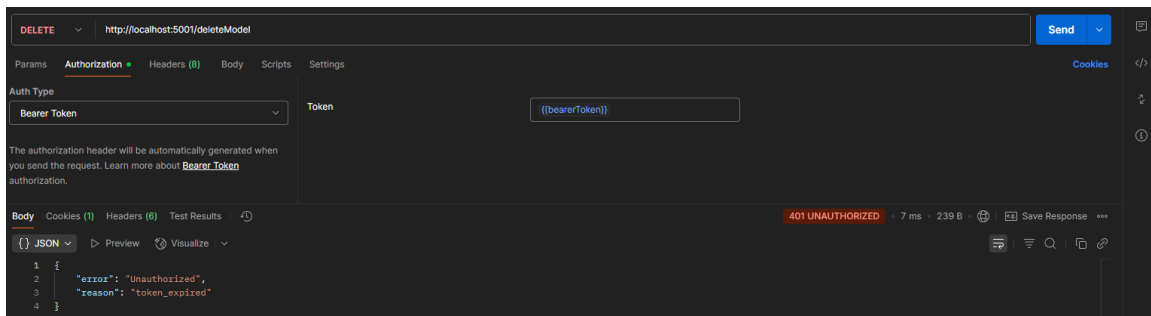 DELETE http://localhost:5001/deleteModel Send
Params Authorization Headers (8) Body Scripts Settings Cookies
Auth Type
Bearer Token
Token {{bearerToken}}
The authorization header will be automatically generated when
you send the request. Learn more about Bearer Token
authorization.
Body Cookies (1) Headers (6) Test Results 401 UNAUTHORIZED • 7 ms • 239 B • Save Response
{} JSON Preview Visualize
1 {
2 "error": "Unauthorized",
3 "reason": "token_expired"
4 }